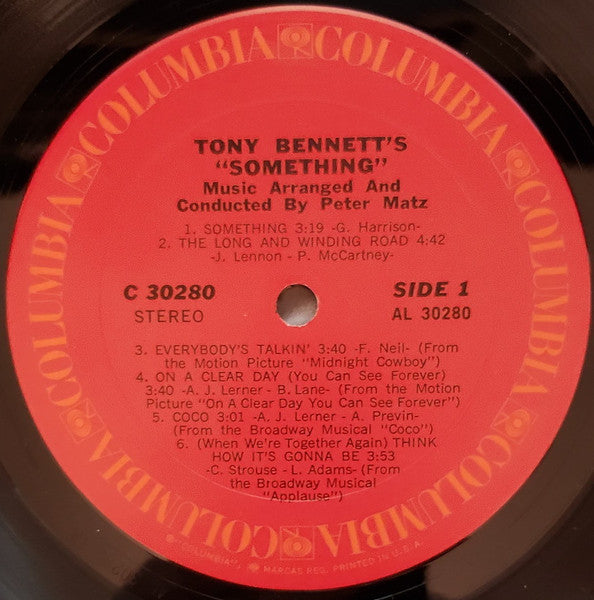 COLUMBIA COLUMBIA COLUMBIA COLUMBIA COLUMBIA COLUMBIA
TONY BENNETT'S
"SOMETHING"
Music Arranged And
Conducted By Peter Matz
1. SOMETHING 3:19 -G. Harrison-
2. THE LONG AND WINDING ROAD 4:42
-J. Lennon - P. McCartney-
C 30280
STEREO
SIDE 1
AL 30280
3. EVERYBODY'S TALKIN' 3:40 -F. Neil- (From
the Motion Picture "Midnight Cowboy")
4. ON A CLEAR DAY (You Can See Forever)
3:40 -A. J. Lerner - B. Lane- (From the Motion
Picture "On a Clear Day You Can See Forever")
5. COCO 3:01 -A. J. Lerner - A. Previn-
(From the Broadway Musical "Coco")
6. (When We're Together Again) THINK
HOW IT'S GONNA BE 3:53
-C. Strouse - L. Adams- (From
the Broadway Musical
"Applause")
"COLUMBIA", MARCAS REG. PRINTED IN U.S.A.